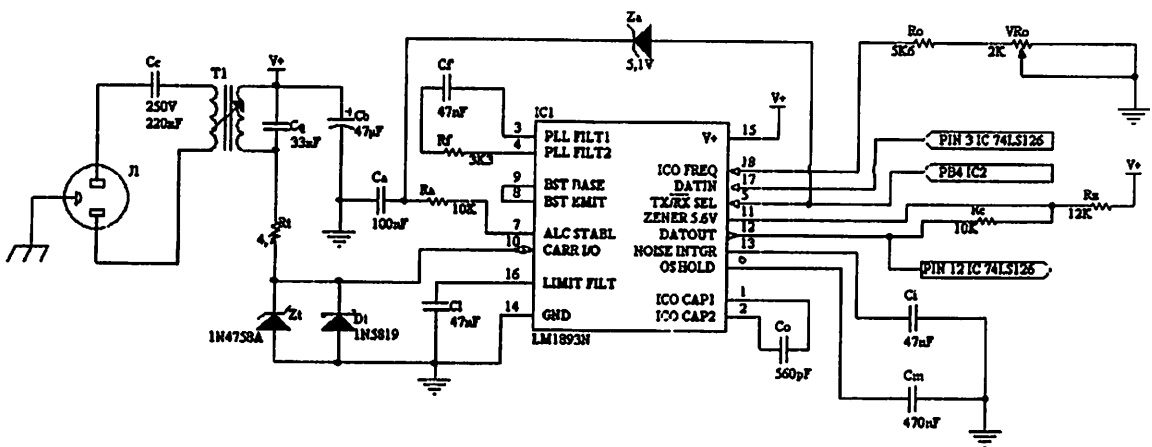 Cc
250V
220nF
T1
V+
Cq
33nF
Cb
47µF
J1
Rt
4,7
Zt
1N4758A
D1
1N5819
Ca
100nF
Ra
10K
Cf
47nF
Rf
3K3
Cl
47nF
Za
5,1V
IC1
3 PLL FILT1
4 PLL FILT2
9 BST BASE
8 BST EMIT
7 ALC STABL
10 CARR I/O
16 LIMIT FILT
14 GND
V+ 15
ICO FREQ 18
DATIN 17
TX/RX SEL 5
ZENER 5.6V 11
DATOUT 12
NOISE INTGR 13
OS HOLD 6
ICO CAP1 1
ICO CAP2 2
LM1893N
V+
Ro
5K6
VRo
2K
PIN 3 IC 74LS126
PB4 IC2
V+
Rc
10K
12K
PIN 12 IC 74LS126
Co
560pF
Ci
47nF
Cm
470nF